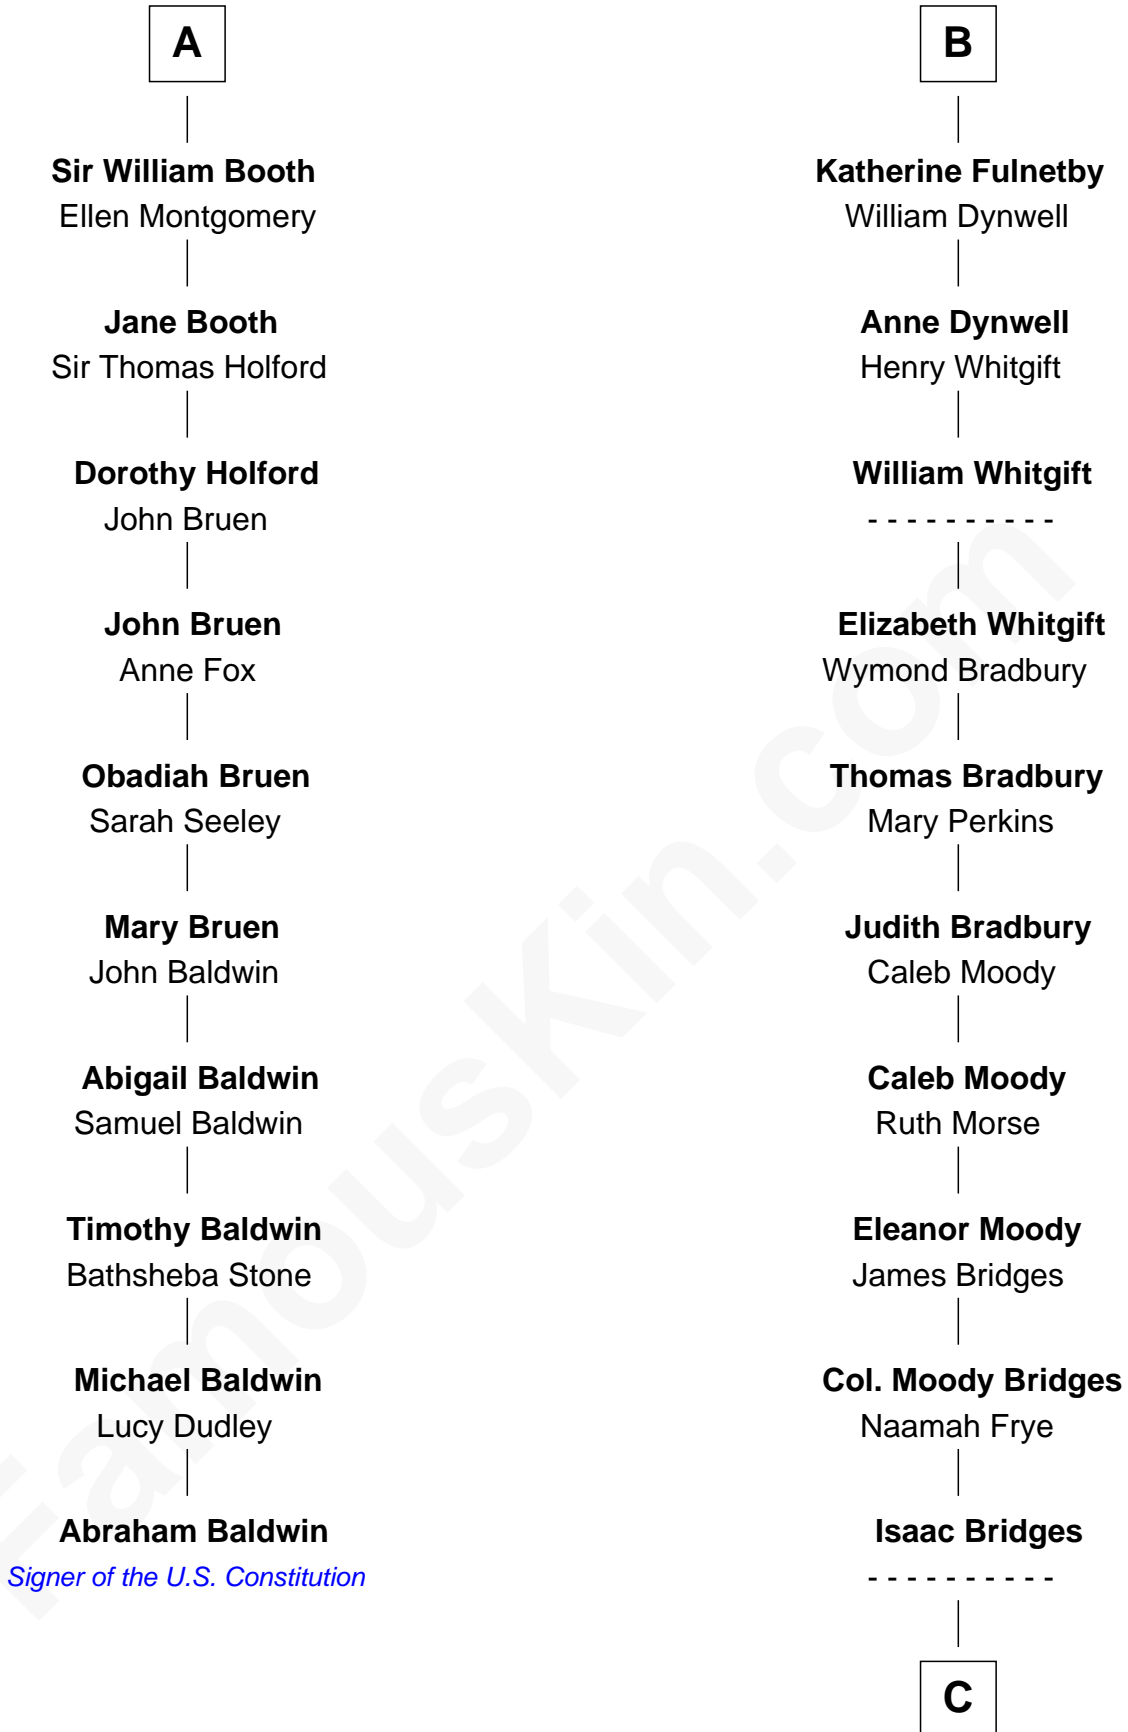 A
Sir William Booth
Ellen Montgomery
Jane Booth
Sir Thomas Holford
Dorothy Holford
John Bruen
John Bruen
Anne Fox
Obadiah Bruen
Sarah Seeley
Mary Bruen
John Baldwin
Abigail Baldwin
Samuel Baldwin
Timothy Baldwin
Bathsheba Stone
Michael Baldwin
Lucy Dudley
Abraham Baldwin
Signer of the U.S. Constitution
B
Katherine Fulnetby
William Dynwell
Anne Dynwell
Henry Whitgift
William Whitgift
- - - - - - - - - -
Elizabeth Whitgift
Wymond Bradbury
Thomas Bradbury
Mary Perkins
Judith Bradbury
Caleb Moody
Caleb Moody
Ruth Morse
Eleanor Moody
James Bridges
Col. Moody Bridges
Naamah Frye
Isaac Bridges
- - - - - - - - - -
C
FamousKin.com